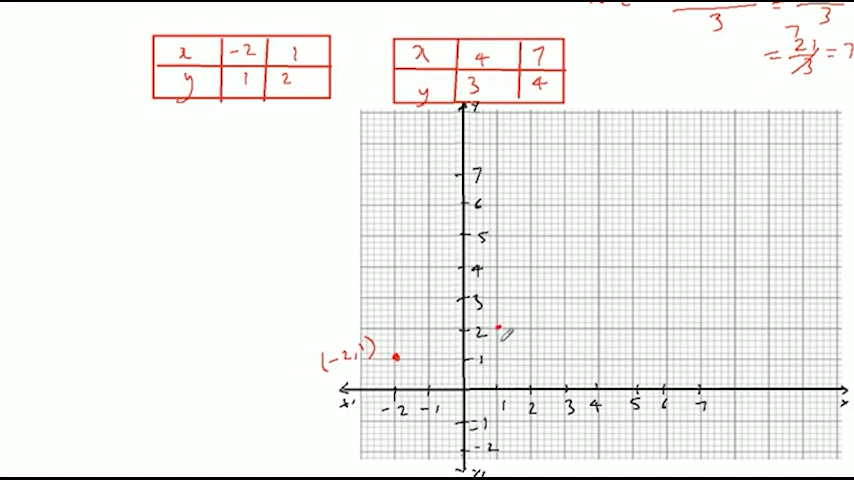 3 = 3
7
= 21/3 = 7
x -2 1
y 1 2
x 4 7
y 3 4
y
7
6
5
4
3
2
(-2,1)
1
x' -2 -1 1 2 3 4 5 6 7 x
-1
-2
y'